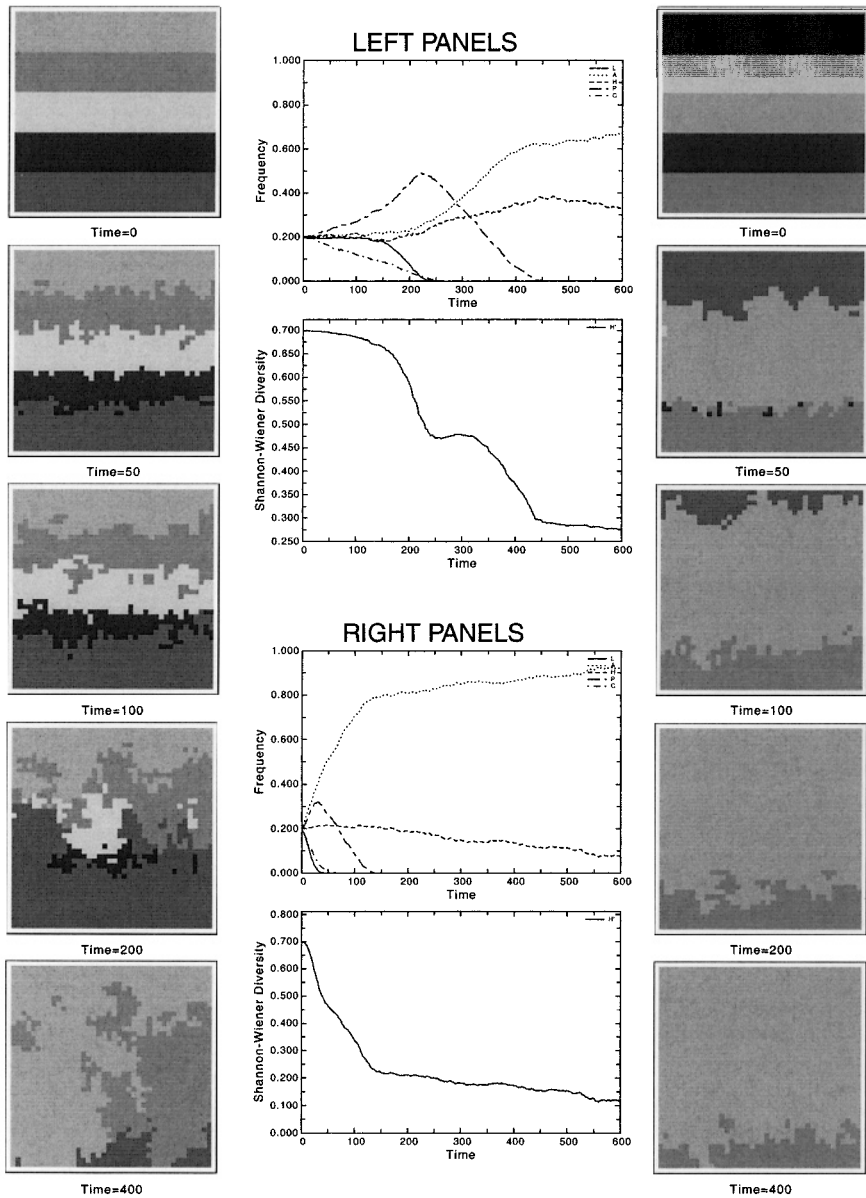 LEFT PANELS
1.000
0.800
0.600
0.400
0.200
0.000
Frequency
L
A
H
P
C
0 100 200 300 400 500 600
Time
0.700
0.650
0.600
0.550
0.500
0.475
0.450
0.400
0.350
0.300
0.250
Shannon-Wiener Diversity
H'
0 100 200 300 400 500 600
Time
RIGHT PANELS
1.000
0.800
0.600
0.400
0.200
0.000
Frequency
L
A
H
P
C
0 100 200 300 400 500 600
Time
0.800
0.700
0.600
0.500
0.400
0.300
0.200
0.100
0.000
Shannon-Wiener Diversity
H'
0 100 200 300 400 500 600
Time
Time=0
Time=50
Time=100
Time=200
Time=400
Time=0
Time=50
Time=100
Time=200
Time=400